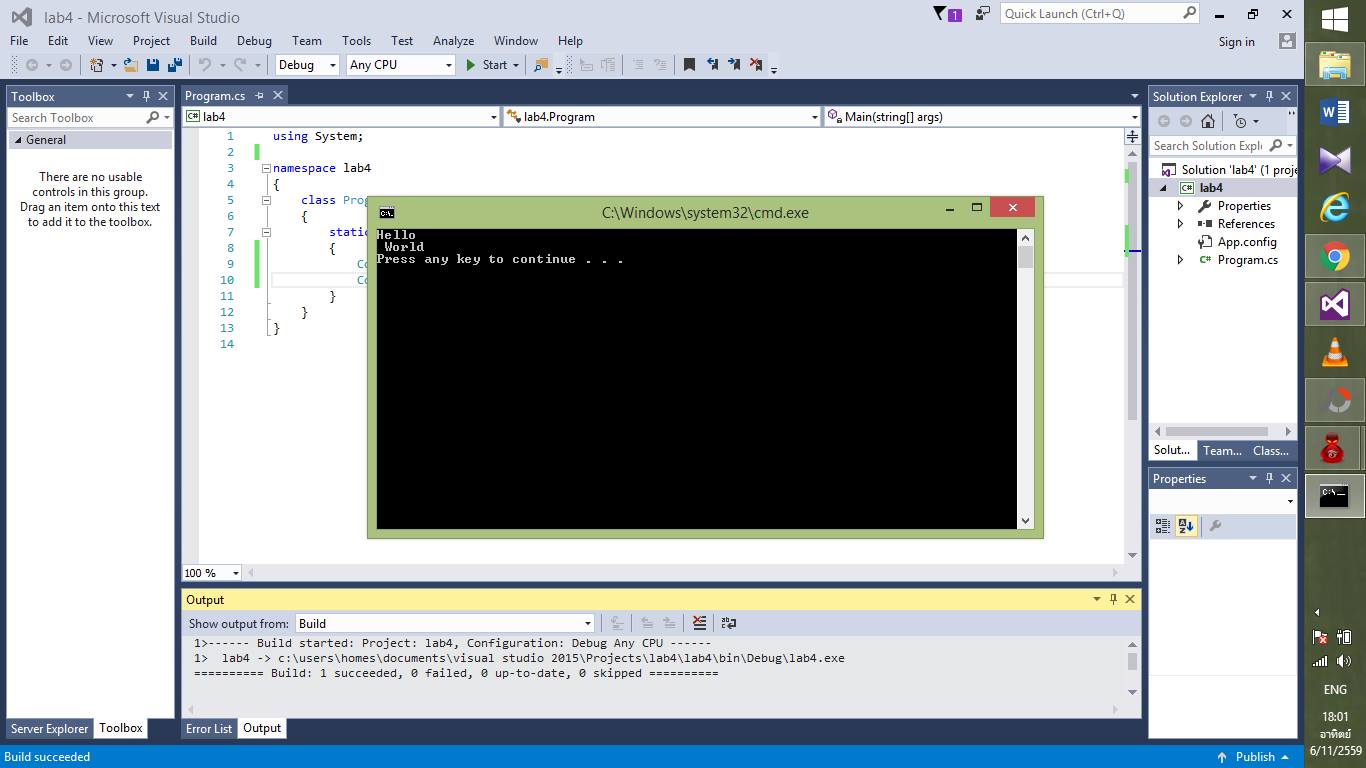 lab4 - Microsoft Visual Studio
1
Quick Launch (Ctrl+Q)
File Edit View Project Build Debug Team Tools Test Analyze Window Help
Sign in
Debug Any CPU Start
Toolbox
Search Toolbox
General
There are no usable
controls in this group.
Drag an item onto this text
to add it to the toolbox.
Server Explorer Toolbox
Program.cs
C# lab4 lab4.Program Main(string[] args)
1 using System;
2
3 namespace lab4
4 {
5 class Prog
6 {
7 static
8 {
9 Co
10 Co
11 }
12 }
13 }
14
C:\Windows\system32\cmd.exe
Hello
World
Press any key to continue . . .
100 %
Output
Show output from: Build
1>------ Build started: Project: lab4, Configuration: Debug Any CPU ------
1>  lab4 -> c:\users\homes\documents\visual studio 2015\Projects\lab4\lab4\bin\Debug\lab4.exe
========== Build: 1 succeeded, 0 failed, 0 up-to-date, 0 skipped ==========
Error List Output
Solution Explorer
Search Solution Expl
Solution 'lab4' (1 proje
C# lab4
Properties
References
App.config
C# Program.cs
Solut... Team... Class...
Properties
Build succeeded
Publish
ENG
18:01
อาทิตย์
6/11/2559